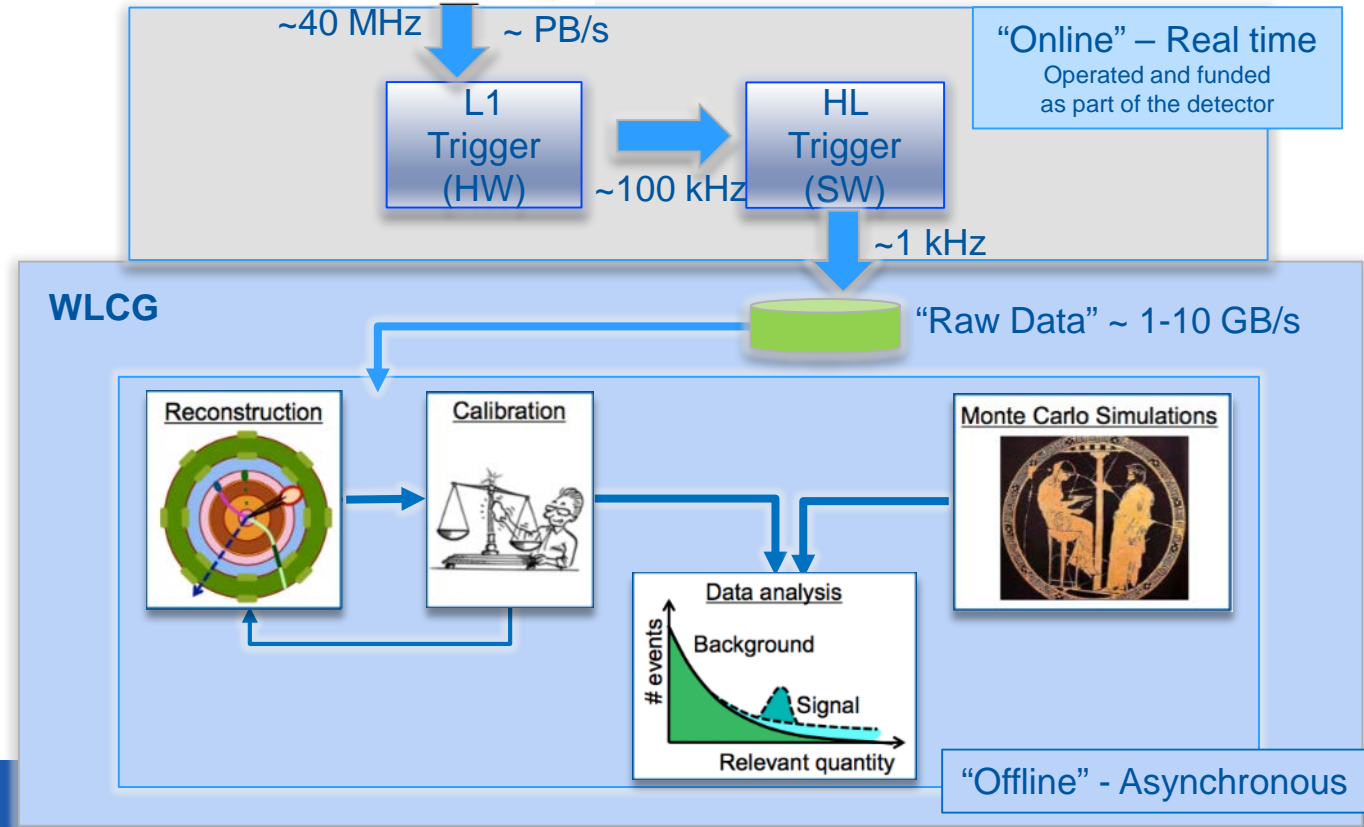 ~40 MHz
~ PB/s
“Online” – Real time
Operated and funded
as part of the detector
L1
Trigger
(HW)
~100 kHz
HL
Trigger
(SW)
~1 kHz
WLCG
“Raw Data” ~ 1-10 GB/s
Reconstruction
Calibration
Monte Carlo Simulations
Data analysis
# events
Background
Signal
Relevant quantity
“Offline” - Asynchronous